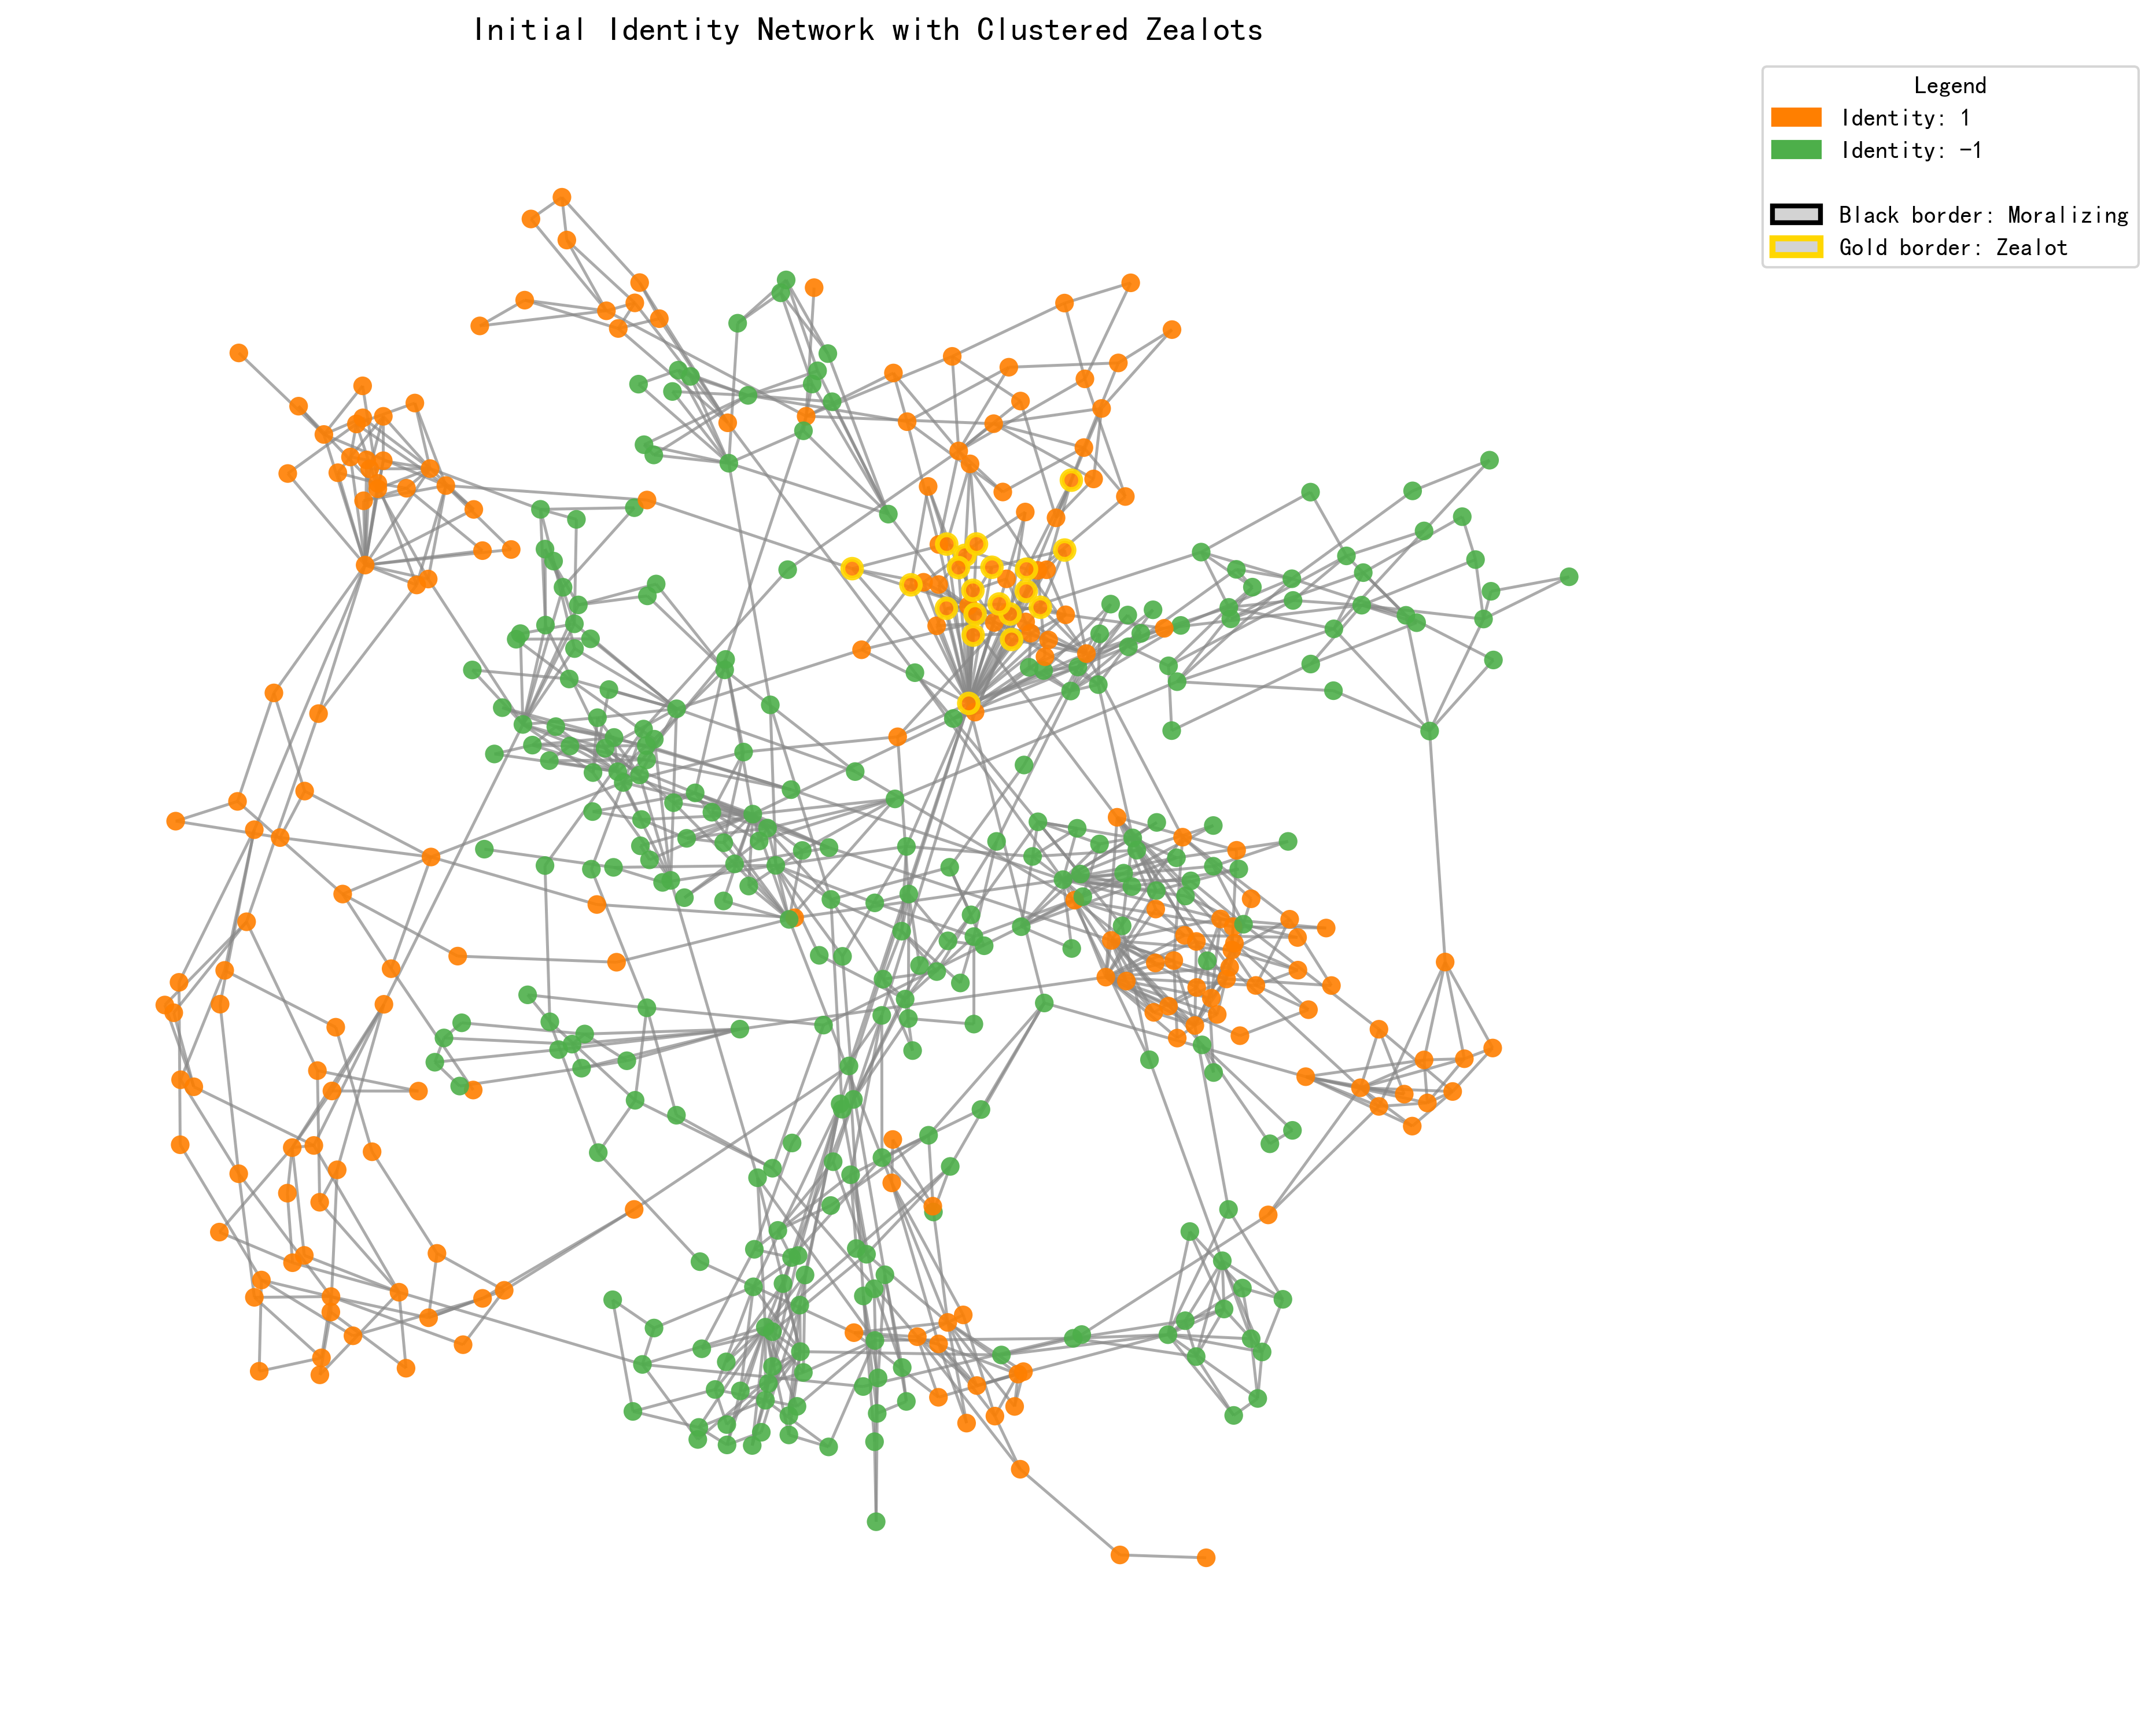 Initial Identity Network with Clustered Zealots
Legend
Identity: 1
Identity: -1
Black border: Moralizing
Gold border: Zealot